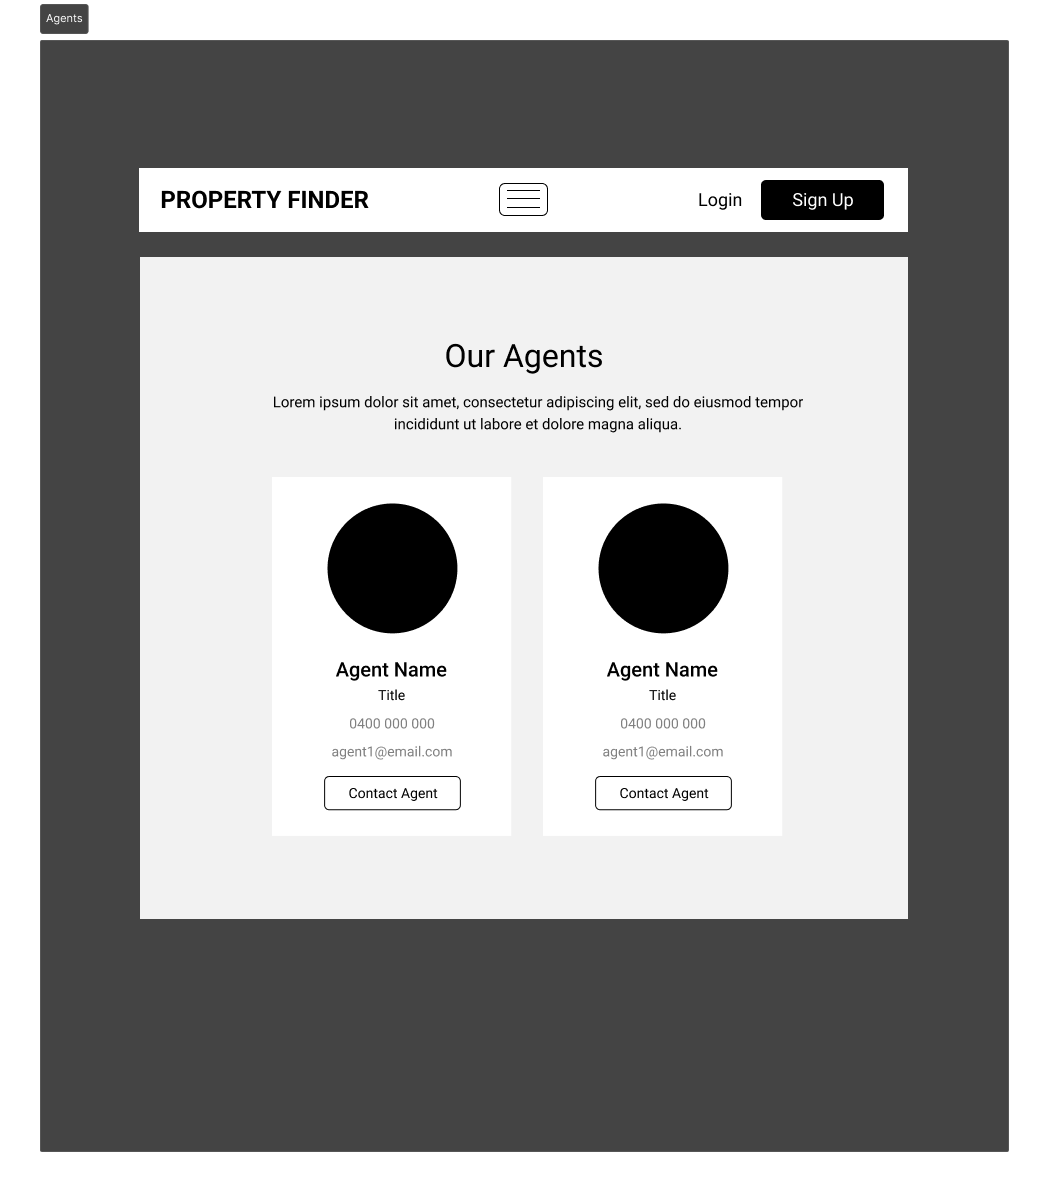 Agents
PROPERTY FINDER
Login
Sign Up
Our Agents
Lorem ipsum dolor sit amet, consectetur adipiscing elit, sed do eiusmod tempor
incididunt ut labore et dolore magna aliqua.
Agent Name
Title
0400 000 000
agent1@email.com
Contact Agent
Agent Name
Title
0400 000 000
agent1@email.com
Contact Agent